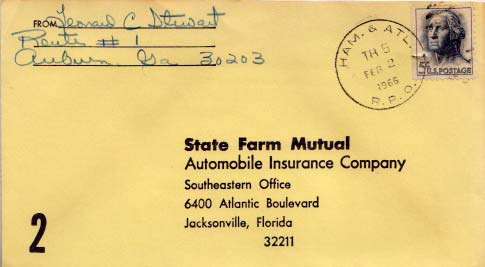 FROM Leonard C Stewart
Route #1
Auburn, Ga 30203
HAM. & ATL.
TH 5
FEB 2
1966
R.P.O.
5¢ U.S. POSTAGE
State Farm Mutual
Automobile Insurance Company
Southeastern Office
6400 Atlantic Boulevard
Jacksonville, Florida
32211
2